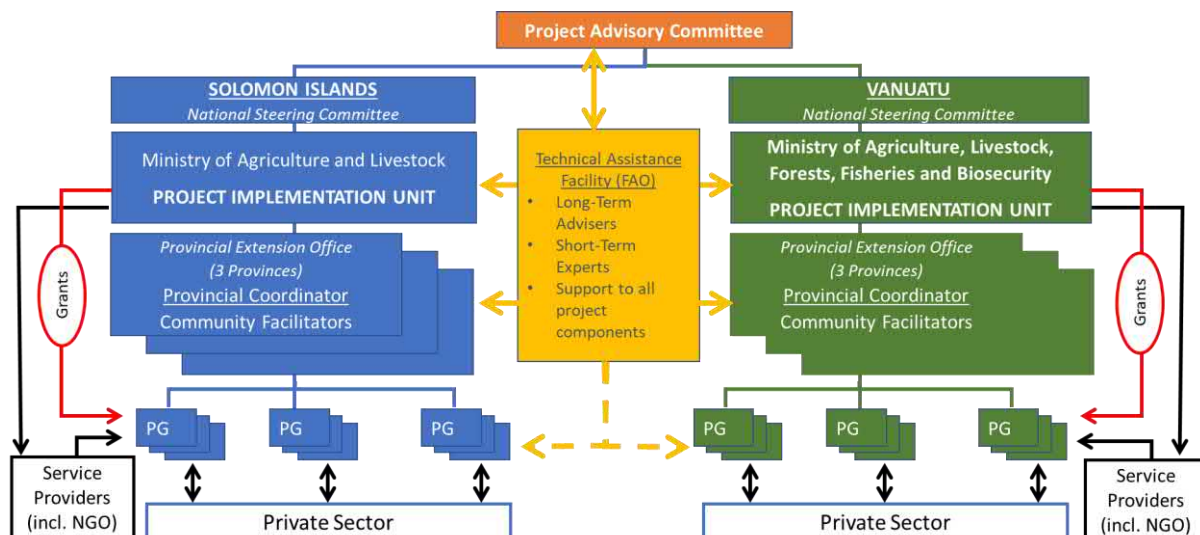 Project Advisory Committee
SOLOMON ISLANDS
National Steering Committee
VANUATU
National Steering Committee
Ministry of Agriculture and Livestock
PROJECT IMPLEMENTATION UNIT
Technical Assistance
Facility (FAO)
• Long-Term
Advisers
• Short-Term
Experts
• Support to all
project
components
Ministry of Agriculture, Livestock,
Forests, Fisheries and Biosecurity
PROJECT IMPLEMENTATION UNIT
Grants
Provincial Extension Office
(3 Provinces)
Provincial Coordinator
Community Facilitators
Provincial Extension Office
(3 Provinces)
Provincial Coordinator
Community Facilitators
Grants
PG
PG
PG
PG
PG
PG
Service
Providers
(incl. NGO)
Private Sector
Private Sector
Service
Providers
(incl. NGO)